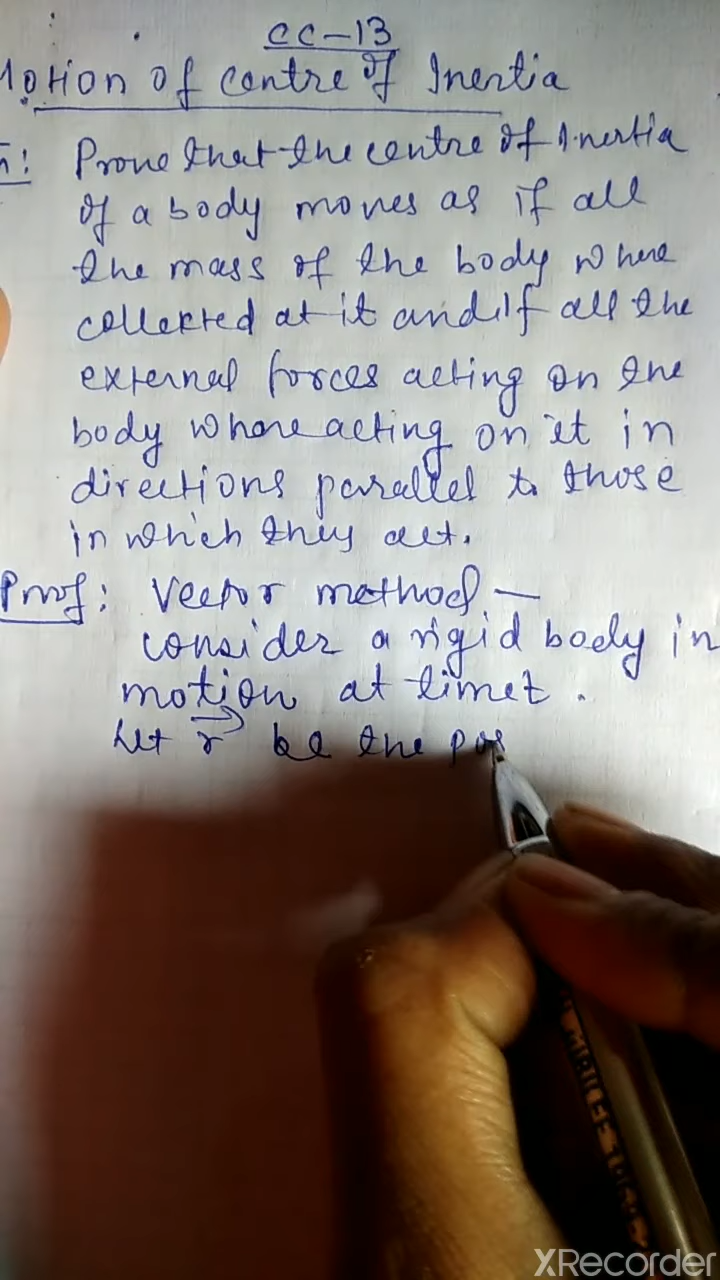 CC-13
Motion of centre of Inertia
Prove that the centre of Inertia
of a body moves as if all
the mass of the body where
collected at it and if all the
external forces acting on the
body whore acting on it in
directions parallel to those
in which they act.
Proof: Vector method —
consider a rigid body in
motion at time t.
Let r⃗ be the pos
XRecorder